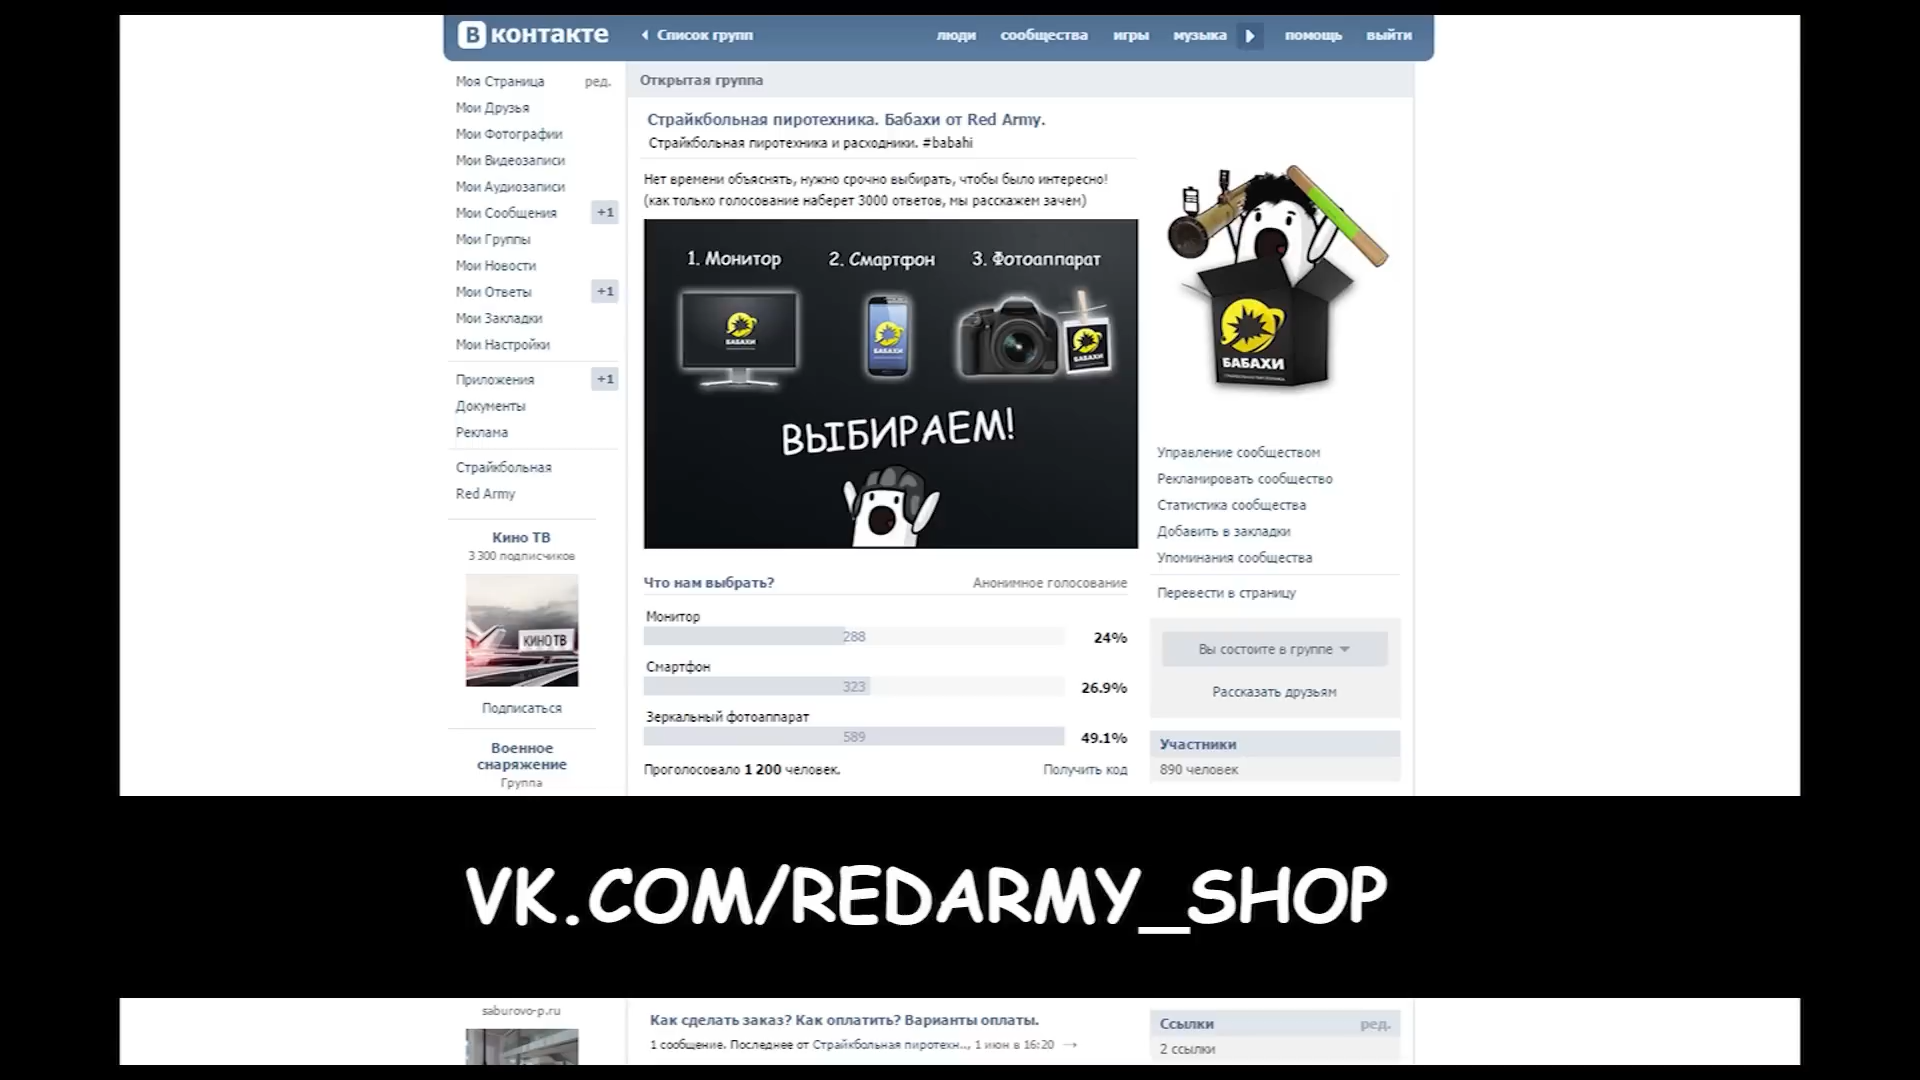 В контакте
Список групп
люди
сообщества
игры
музыка
помощь
выйти
Моя Страница
ред.
Мои Друзья
Мои Фотографии
Мои Видеозаписи
Мои Аудиозаписи
Мои Сообщения
+1
Мои Группы
Мои Новости
Мои Ответы
+1
Мои Закладки
Мои Настройки
Приложения
+1
Документы
Реклама
Страйкбольная
Red Army
Кино ТВ
3 300 подписчиков
КИНО ТВ
Подписаться
Военное
снаряжение
Группа
Открытая группа
Страйкбольная пиротехника. Бабахи от Red Army.
Страйкбольная пиротехника и расходники. #babahi
Нет времени объяснять, нужно срочно выбирать, чтобы было интересно!
(как только голосование наберет 3000 ответов, мы расскажем зачем)
1. Монитор
2. Смартфон
3. Фотоаппарат
БАБАХИ
БАБАХИ
БАБАХИ
ВЫБИРАЕМ!
Что нам выбрать?
Анонимное голосование
Монитор
288
24%
Смартфон
323
26.9%
Зеркальный фотоаппарат
589
49.1%
Проголосовало 1 200 человек.
Получить код
БАБАХИ
Управление сообществом
Рекламировать сообщество
Статистика сообщества
Добавить в закладки
Упоминания сообщества
Перевести в страницу
Вы состоите в группе
Рассказать друзьям
Участники
890 человек
VK.COM/REDARMY_SHOP
saburovo-p.ru
Как сделать заказ? Как оплатить? Варианты оплаты.
1 сообщение. Последнее от Страйкбольная пиротехн.., 1 июн в 16:20 →
Ссылки
ред.
2 ссылки